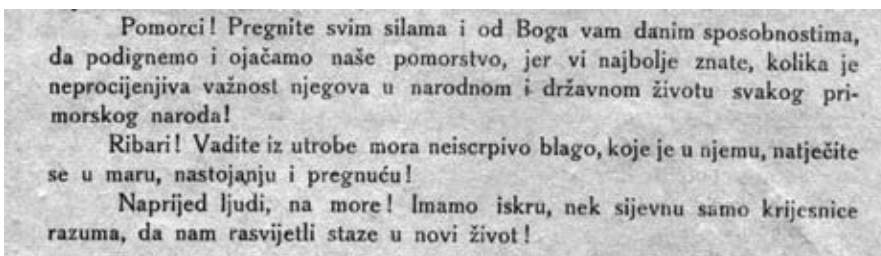 Pomorci! Pregnite svim silama i od Boga vam danim sposobnostima,
da podignemo i ojačamo naše pomorstvo, jer vi najbolje znate, kolika je
neprocijenjiva važnost njegova u narodnom i državnom životu svakog pri-
morskog naroda!
Ribari! Vadite iz utrobe mora neiscrpivo blago, koje je u njemu, natječite
se u maru, nastojanju i pregnuću!
Naprijed ljudi, na more! Imamo iskru, nek sijevnu samo krijesnice
razuma, da nam rasvijetli staze u novi život!